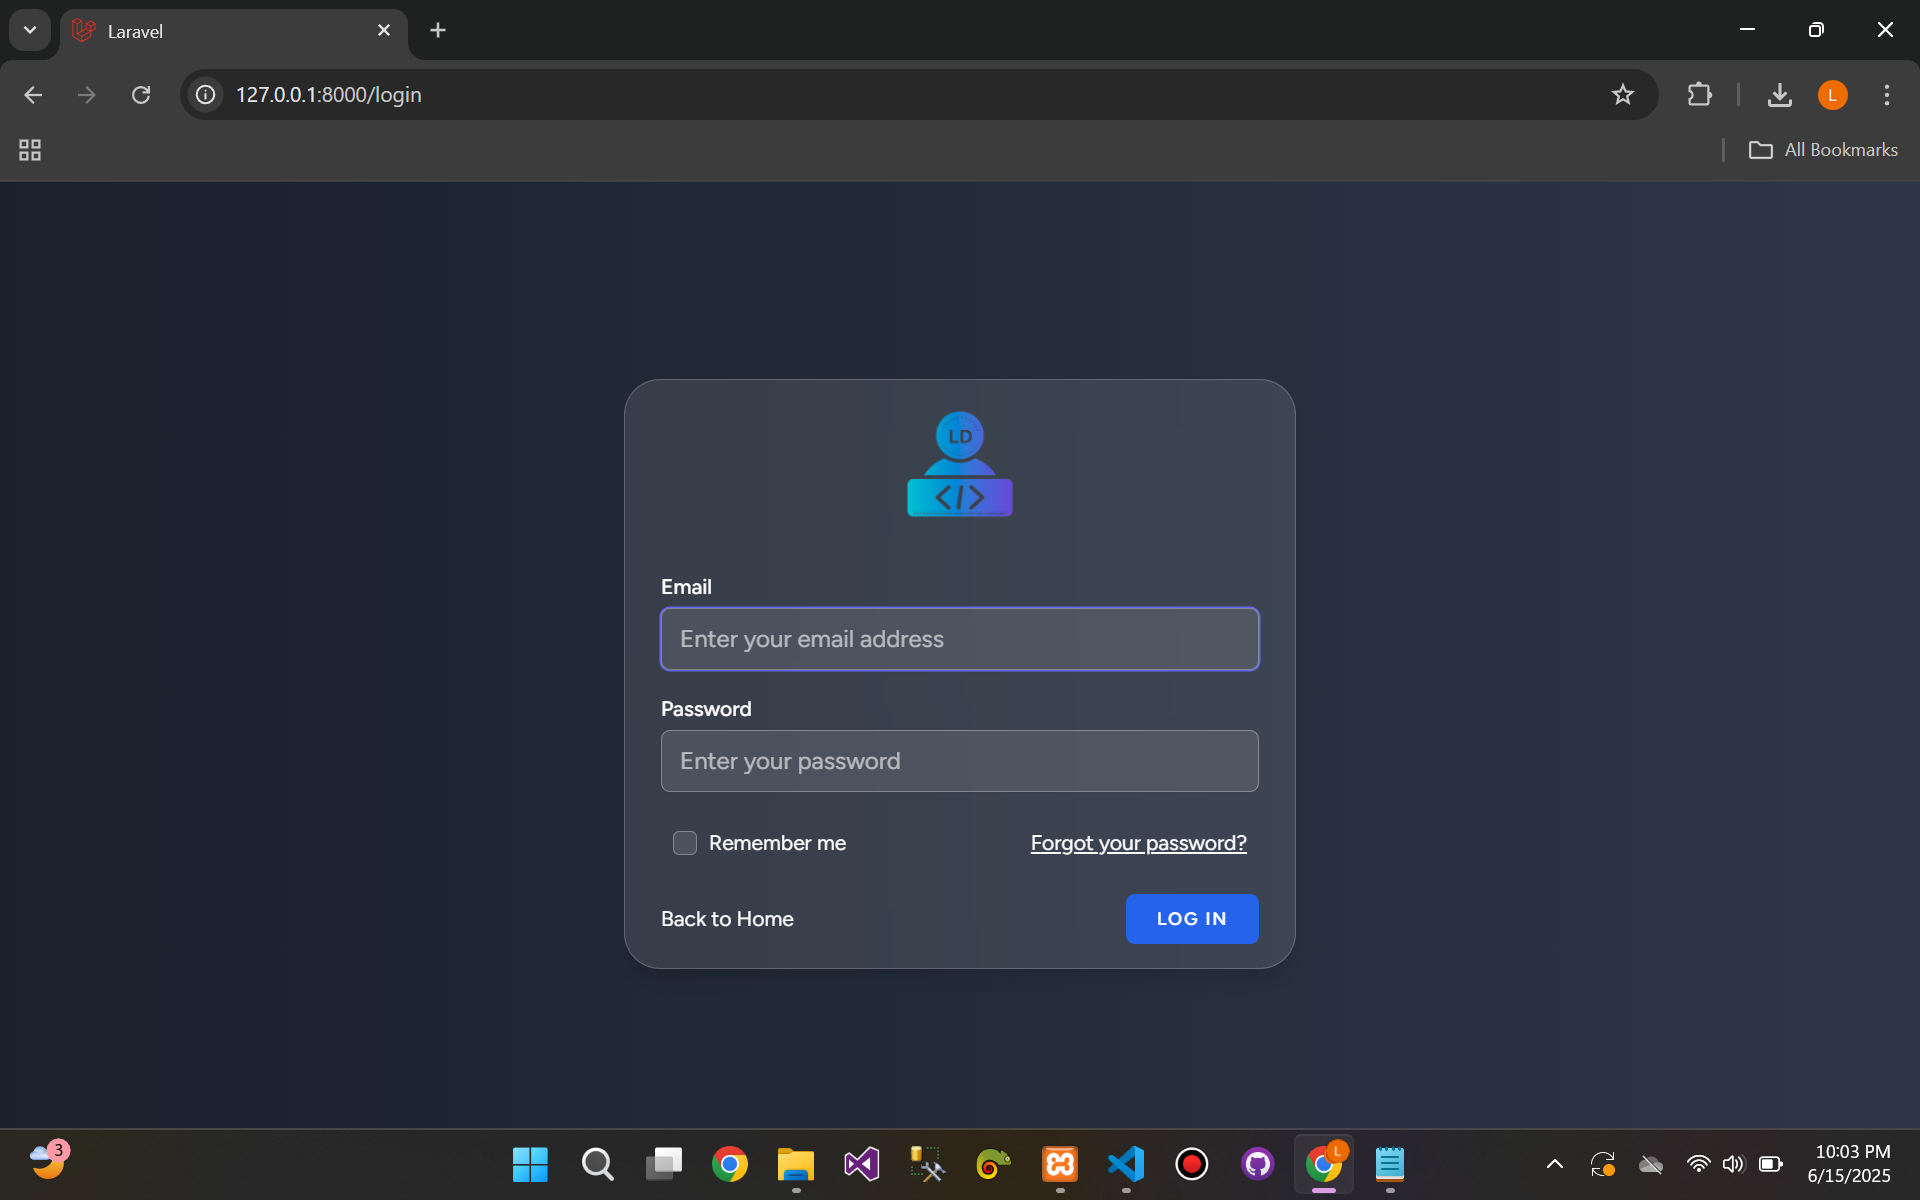 Laravel
127.0.0.1:8000/login
L
All Bookmarks
LD
</>
Email
Enter your email address
Password
Enter your password
Remember me
Forgot your password?
Back to Home
LOG IN
3
L
10:03 PM
6/15/2025